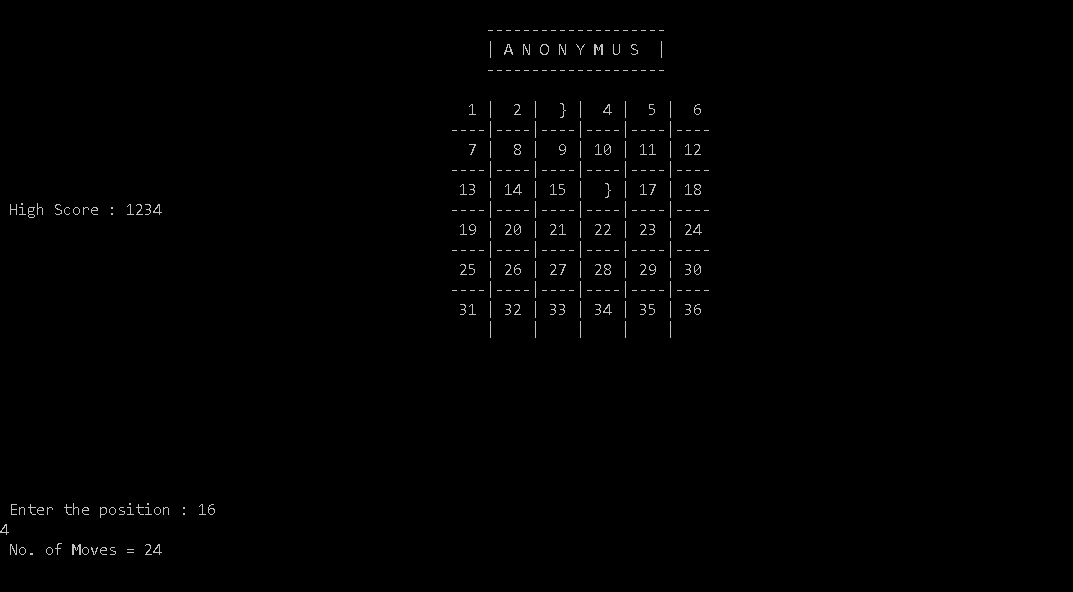 --------------------
| A N O N Y M U S |
--------------------
1 | 2 | } | 4 | 5 | 6
----|----|----|----|----|----
7 | 8 | 9 | 10 | 11 | 12
----|----|----|----|----|----
13 | 14 | 15 | } | 17 | 18
High Score : 1234
----|----|----|----|----|----
19 | 20 | 21 | 22 | 23 | 24
----|----|----|----|----|----
25 | 26 | 27 | 28 | 29 | 30
----|----|----|----|----|----
31 | 32 | 33 | 34 | 35 | 36
| | | | |
Enter the position : 16
4
No. of Moves = 24